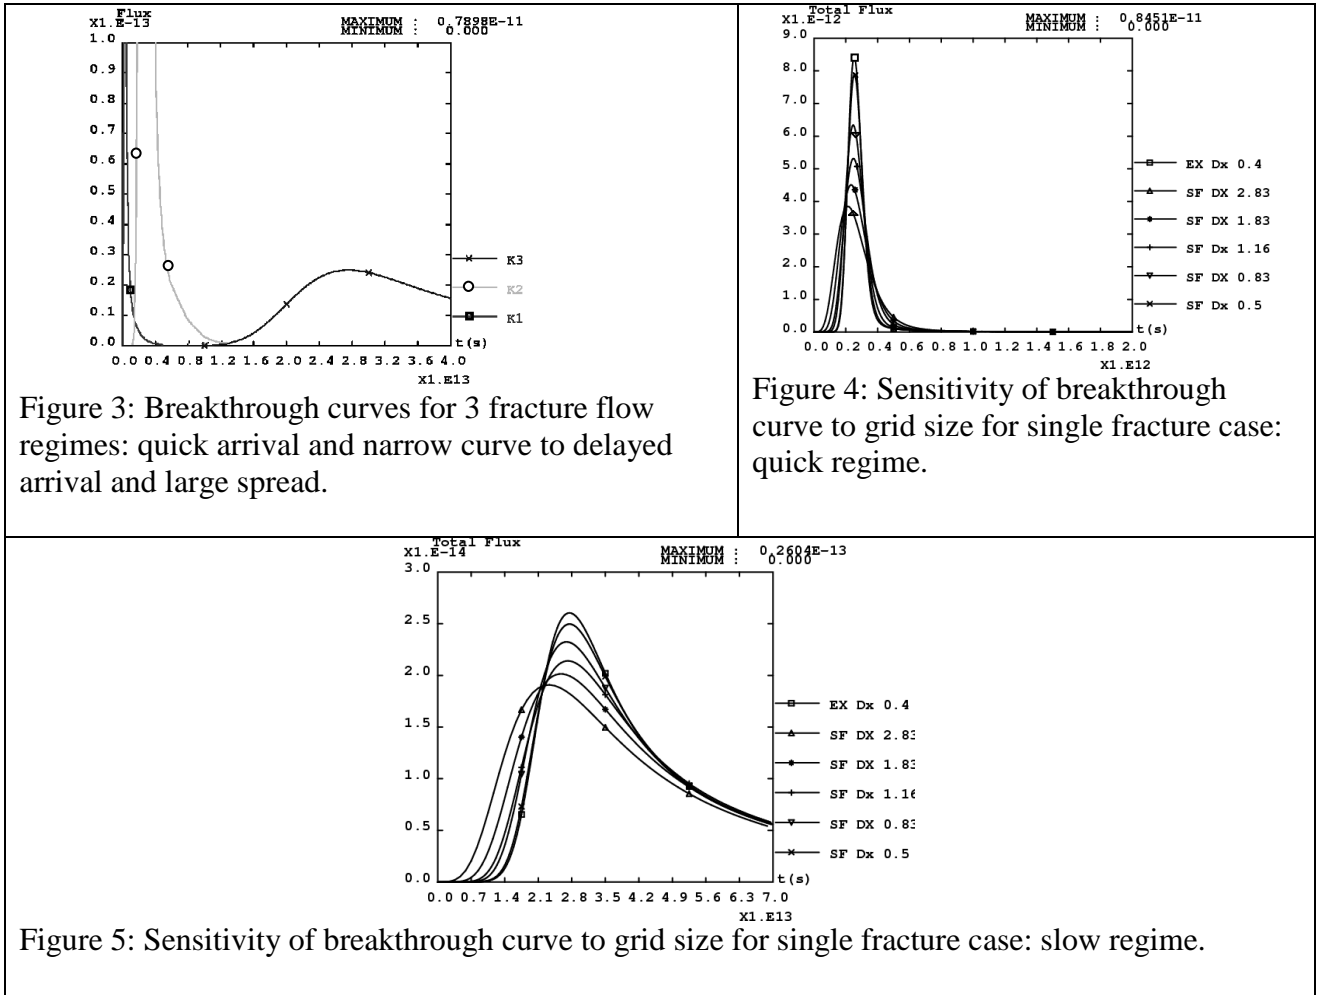 Flux
X1.E-13
MAXIMUM : 0.7898E-11
MINIMUM : 0.000
1.0
0.9
0.8
0.7
0.6
0.5
0.4
0.3
0.2
0.1
0.0
0.0 0.4 0.8 1.2 1.6 2.0 2.4 2.8 3.2 3.6 4.0
t(s)
X1.E13
K3
K2
K1
Figure 3: Breakthrough curves for 3 fracture flow
regimes: quick arrival and narrow curve to delayed
arrival and large spread.
Total Flux
X1.E-12
MAXIMUM : 0.8451E-11
MINIMUM : 0.000
9.0
8.0
7.0
6.0
5.0
4.0
3.0
2.0
1.0
0.0
0.0 0.2 0.4 0.6 0.8 1.0 1.2 1.4 1.6 1.8 2.0
t(s)
X1.E12
EX Dx 0.4
SF DX 2.83
SF DX 1.83
SF Dx 1.16
SF DX 0.83
SF Dx 0.5
Figure 4: Sensitivity of breakthrough
curve to grid size for single fracture case:
quick regime.
Total Flux
X1.E-14
MAXIMUM : 0.2604E-13
MINIMUM : 0.000
3.0
2.5
2.0
1.5
1.0
0.5
0.0
0.0 0.7 1.4 2.1 2.8 3.5 4.2 4.9 5.6 6.3 7.0
t(s)
X1.E13
EX Dx 0.4
SF DX 2.83
SF DX 1.83
SF Dx 1.16
SF DX 0.83
SF Dx 0.5
Figure 5: Sensitivity of breakthrough curve to grid size for single fracture case: slow regime.